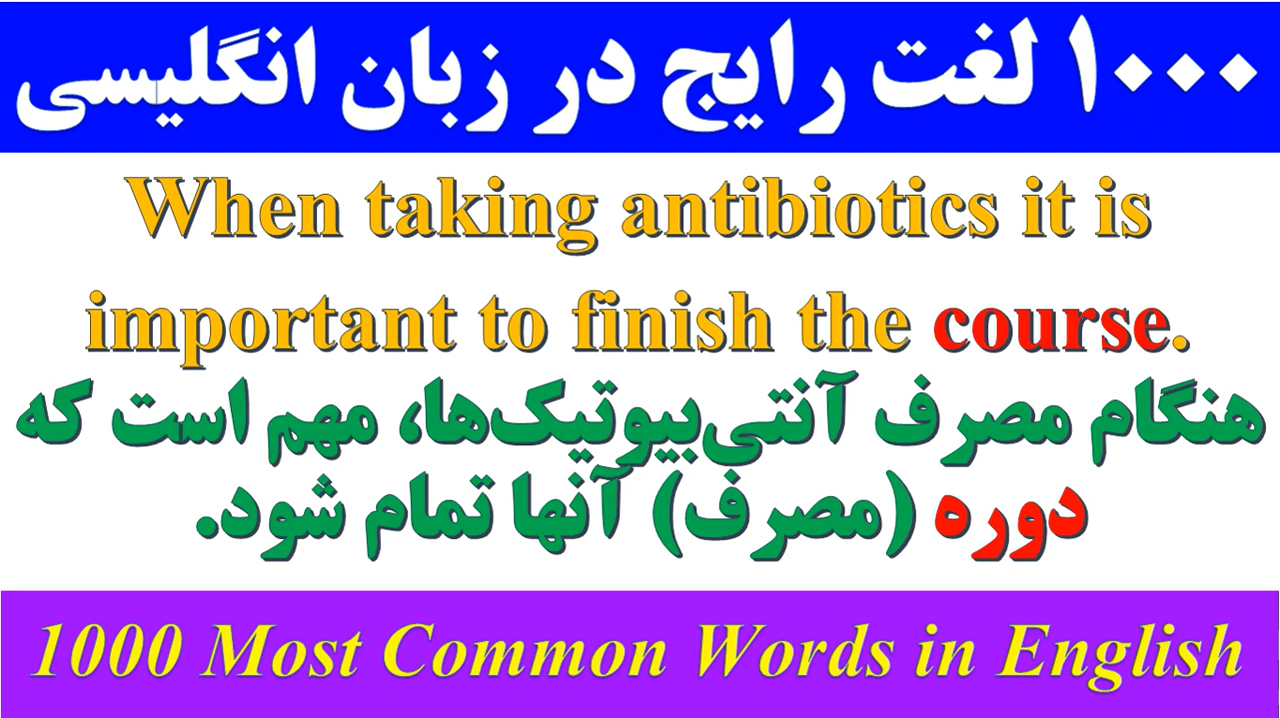 ۱۰۰۰ لغت رایج در زبان انگلیسی
When taking antibiotics it is
important to finish the course.
هنگام مصرف آنتی‌بیوتیک‌ها، مهم است که
دوره (مصرف) آنها تمام شود.
1000 Most Common Words in English